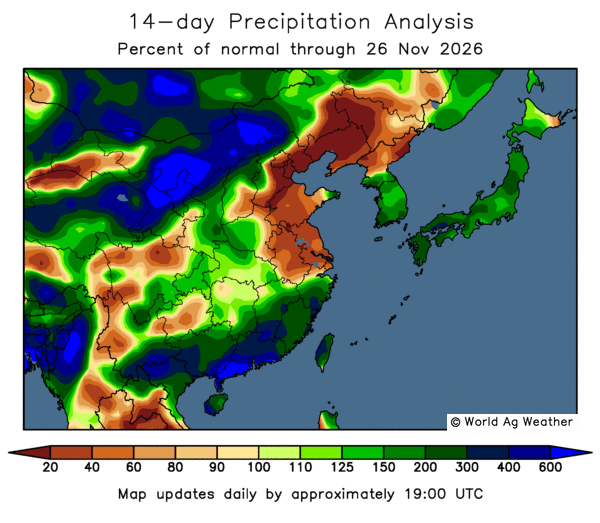 14-day Precipitation Analysis
Percent of normal through 26 Nov 2026
© World Ag Weather
20 40 60 80 90 100 110 125 150 200 300 400 600
Map updates daily by approximately 19:00 UTC